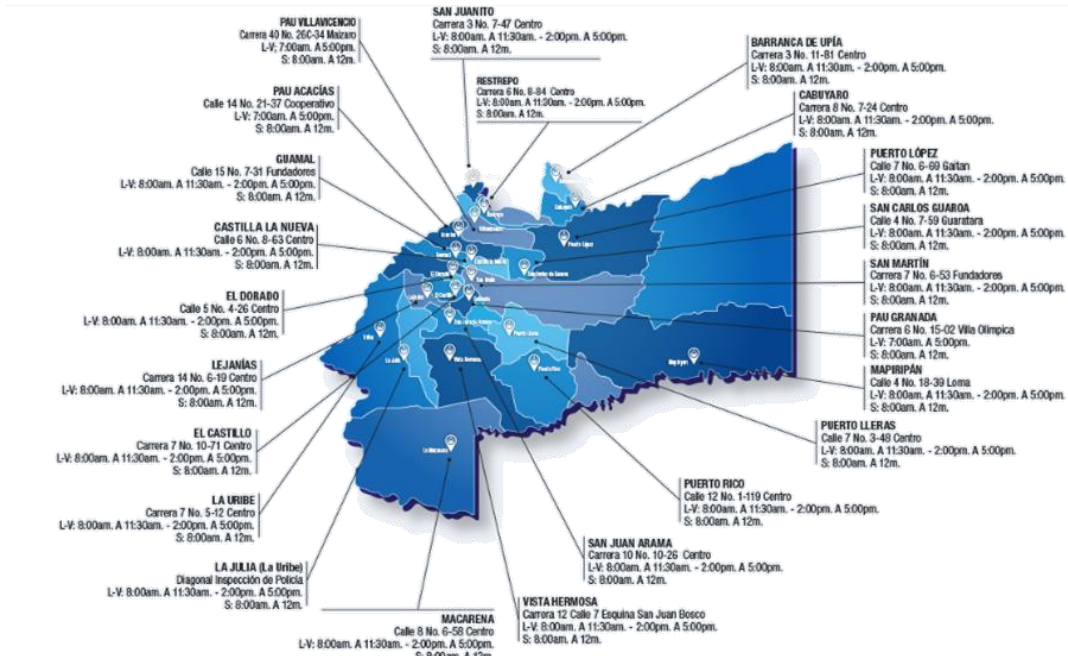 PAU VILLAVICENCIO
Carrera 40 No. 26C-34 Maizaro
L-V: 7:00am. A 5:00pm.
S: 8:00am. A 12m.
SAN JUANITO
Carrera 3 No. 7-47 Centro
L-V: 8:00am. A 11:30am. - 2:00pm. A 5:00pm.
S: 8:00am. A 12m.
RESTREPO
Carrera 6 No. 8-84 Centro
L-V: 8:00am. A 11:30am. - 2:00pm. A 5:00pm.
S: 8:00am. A 12m.
BARRANCA DE UPÍA
Carrera 3 No. 11-81 Centro
L-V: 8:00am. A 11:30am. - 2:00pm. A 5:00pm.
S: 8:00am. A 12m.
CABUYARO
Carrera 8 No. 7-24 Centro
L-V: 8:00am. A 11:30am. - 2:00pm. A 5:00pm.
S: 8:00am. A 12m.
PAU ACACÍAS
Calle 14 No. 21-37 Cooperativo
L-V: 7:00am. A 5:00pm.
S: 8:00am. A 12m.
GUAMAL
Calle 15 No. 7-31 Fundadores
L-V: 8:00am. A 11:30am. - 2:00pm. A 5:00pm.
S: 8:00am. A 12m.
CASTILLA LA NUEVA
Calle 6 No. 8-63 Centro
L-V: 8:00am. A 11:30am. - 2:00pm. A 5:00pm.
S: 8:00am. A 12m.
EL DORADO
Calle 5 No. 4-26 Centro
L-V: 8:00am. A 11:30am. - 2:00pm. A 5:00pm.
S: 8:00am. A 12m.
LEJANÍAS
Carrera 14 No. 6-19 Centro
L-V: 8:00am. A 11:30am. - 2:00pm. A 5:00pm.
S: 8:00am. A 12m.
EL CASTILLO
Carrera 7 No. 10-71 Centro
L-V: 8:00am. A 11:30am. - 2:00pm. A 5:00pm.
S: 8:00am. A 12m.
LA URIBE
Carrera 7 No. 5-12 Centro
L-V: 8:00am. A 11:30am. - 2:00pm. A 5:00pm.
S: 8:00am. A 12m.
LA JULIA (La Uribe)
Diagonal Inspección de Policía
L-V: 8:00am. A 11:30am. - 2:00pm. A 5:00pm.
S: 8:00am. A 12m.
MACARENA
Calle 8 No. 6-58 Centro
L-V: 8:00am. A 11:30am. - 2:00pm. A 5:00pm.
S: 8:00am. A 12m.
PUERTO LÓPEZ
Calle 7 No. 6-69 Gaitan
L-V: 8:00am. A 11:30am. - 2:00pm. A 5:00pm.
S: 8:00am. A 12m.
SAN CARLOS GUAROA
Calle 4 No. 7-59 Guaratara
L-V: 8:00am. A 11:30am. - 2:00pm. A 5:00pm.
S: 8:00am. A 12m.
SAN MARTÍN
Carrera 7 No. 6-53 Fundadores
L-V: 8:00am. A 11:30am. - 2:00pm. A 5:00pm.
S: 8:00am. A 12m.
PAU GRANADA
Carrera 6 No. 15-02 Villa Olimpica
L-V: 7:00am. A 5:00pm.
S: 8:00am. A 12m.
MAPIRIPÁN
Calle 4 No. 18-39 Loma
L-V: 8:00am. A 11:30am. - 2:00pm. A 5:00pm.
S: 8:00am. A 12m.
PUERTO LLERAS
Calle 7 No. 3-48 Centro
L-V: 8:00am. A 11:30am. - 2:00pm. A 5:00pm.
S: 8:00am. A 12m.
PUERTO RICO
Calle 12 No. 1-119 Centro
L-V: 8:00am. A 11:30am. - 2:00pm. A 5:00pm.
S: 8:00am. A 12m.
SAN JUAN ARAMA
Carrera 10 No. 10-26 Centro
L-V: 8:00am. A 11:30am. - 2:00pm. A 5:00pm.
S: 8:00am. A 12m.
VISTA HERMOSA
Carrera 12 Calle 7 Esquina San Juan Bosco
L-V: 8:00am. A 11:30am. - 2:00pm. A 5:00pm.
S: 8:00am. A 12m.
Puerto López
Puerto Lleras
Puerto Rico
Vista Hermosa
La Julia
La Macarena